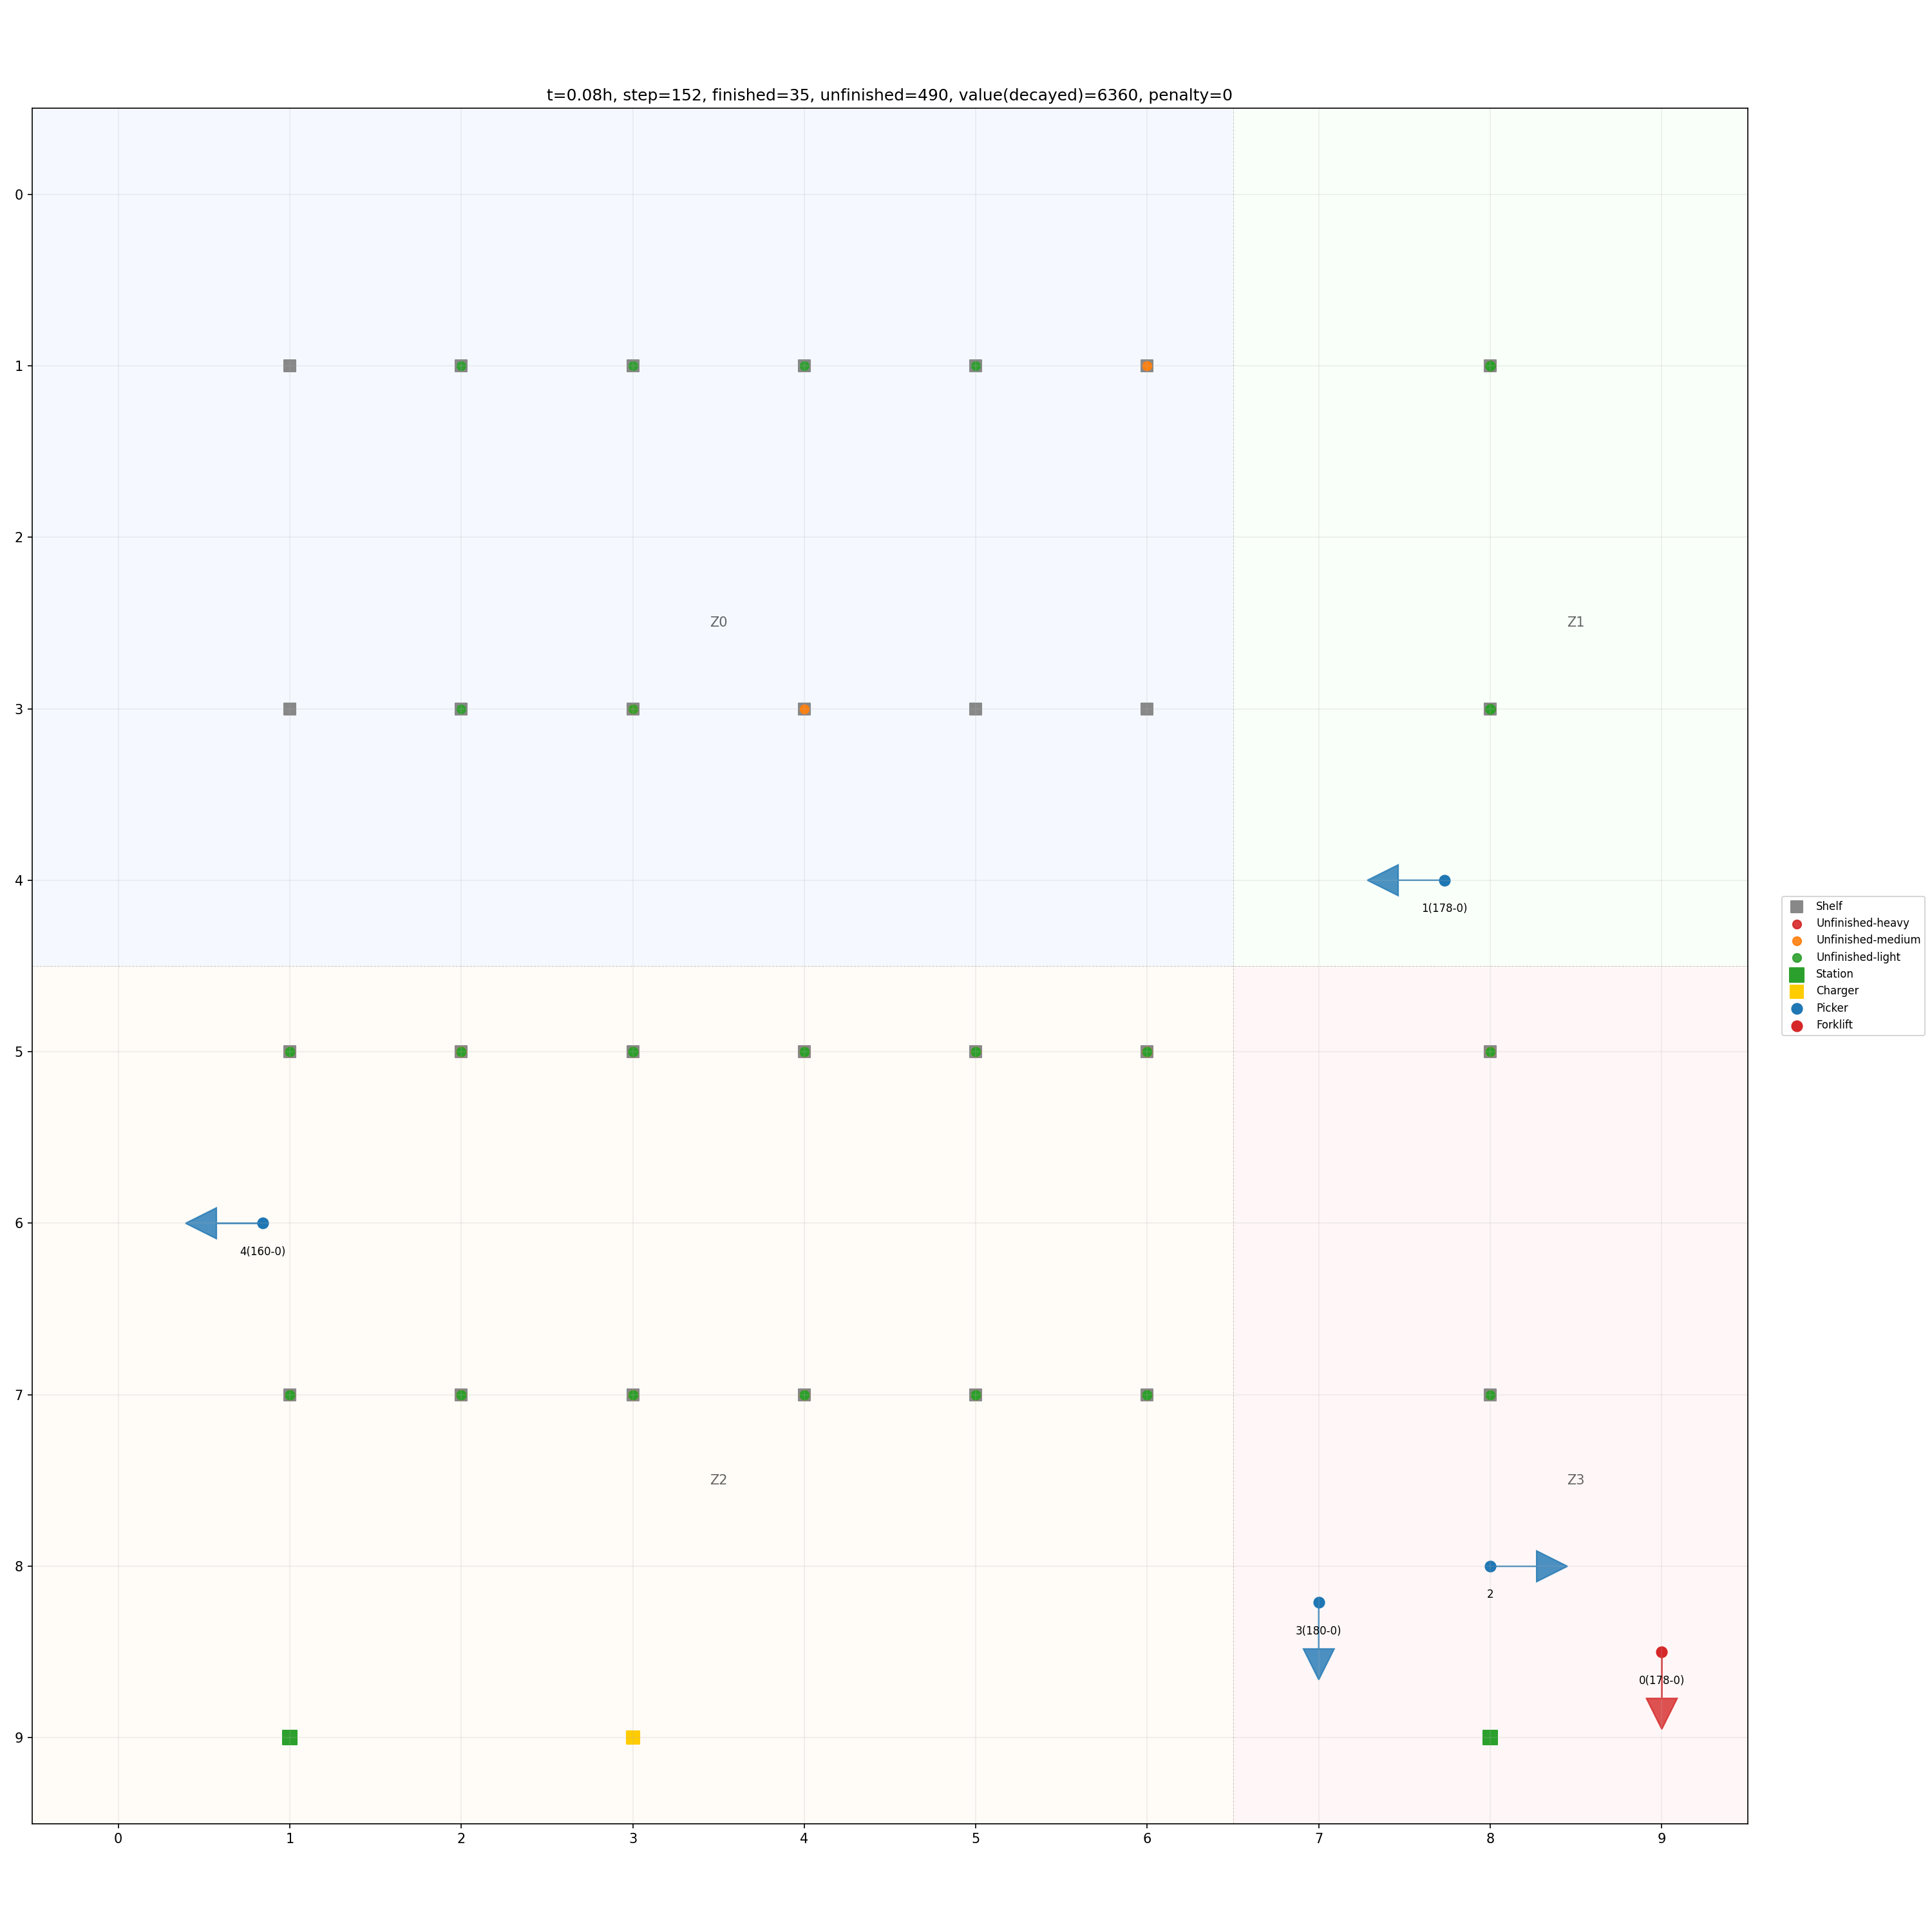 t=0.08h, step=152, finished=35, unfinished=490, value(decayed)=6360, penalty=0
0
1
2
Z0
Z1
3
4
1(178-0)
Shelf
Unfinished-heavy
Unfinished-medium
Unfinished-light
Station
Charger
Picker
Forklift
5
6
4(160-0)
7
Z2
Z3
8
2
3(180-0)
0(178-0)
9
0 1 2 3 4 5 6 7 8 9